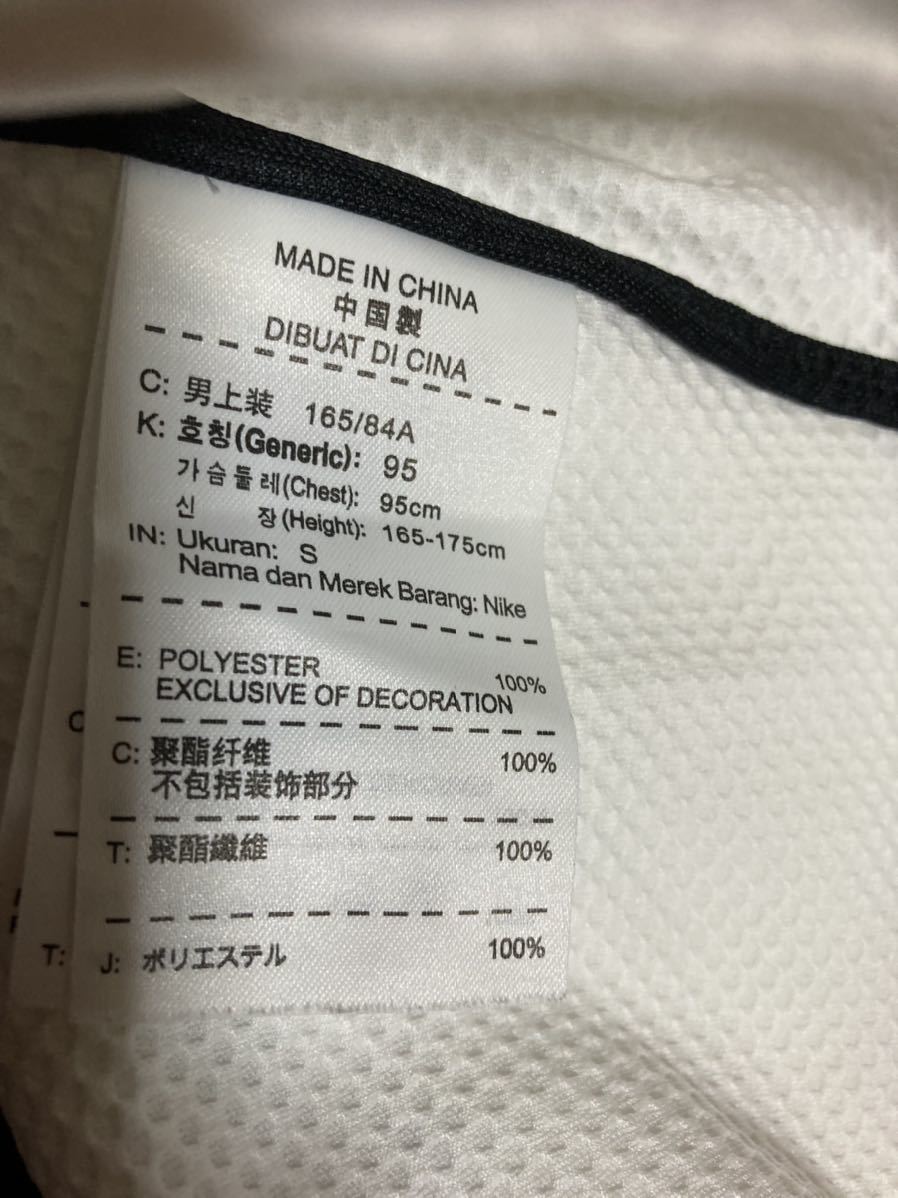 MADE IN CHINA
中国製
DIBUAT DI CINA
C: 男上装 165/84A
K: 호칭(Generic): 95
가슴둘레(Chest): 95cm
신 장(Height): 165-175cm
IN: Ukuran: S
Nama dan Merek Barang: Nike
E: POLYESTER 100%
EXCLUSIVE OF DECORATION
C: 聚酯纤维 100%
不包括装饰部分
T: 聚酯纖維 100%
J: ポリエステル 100%
T: